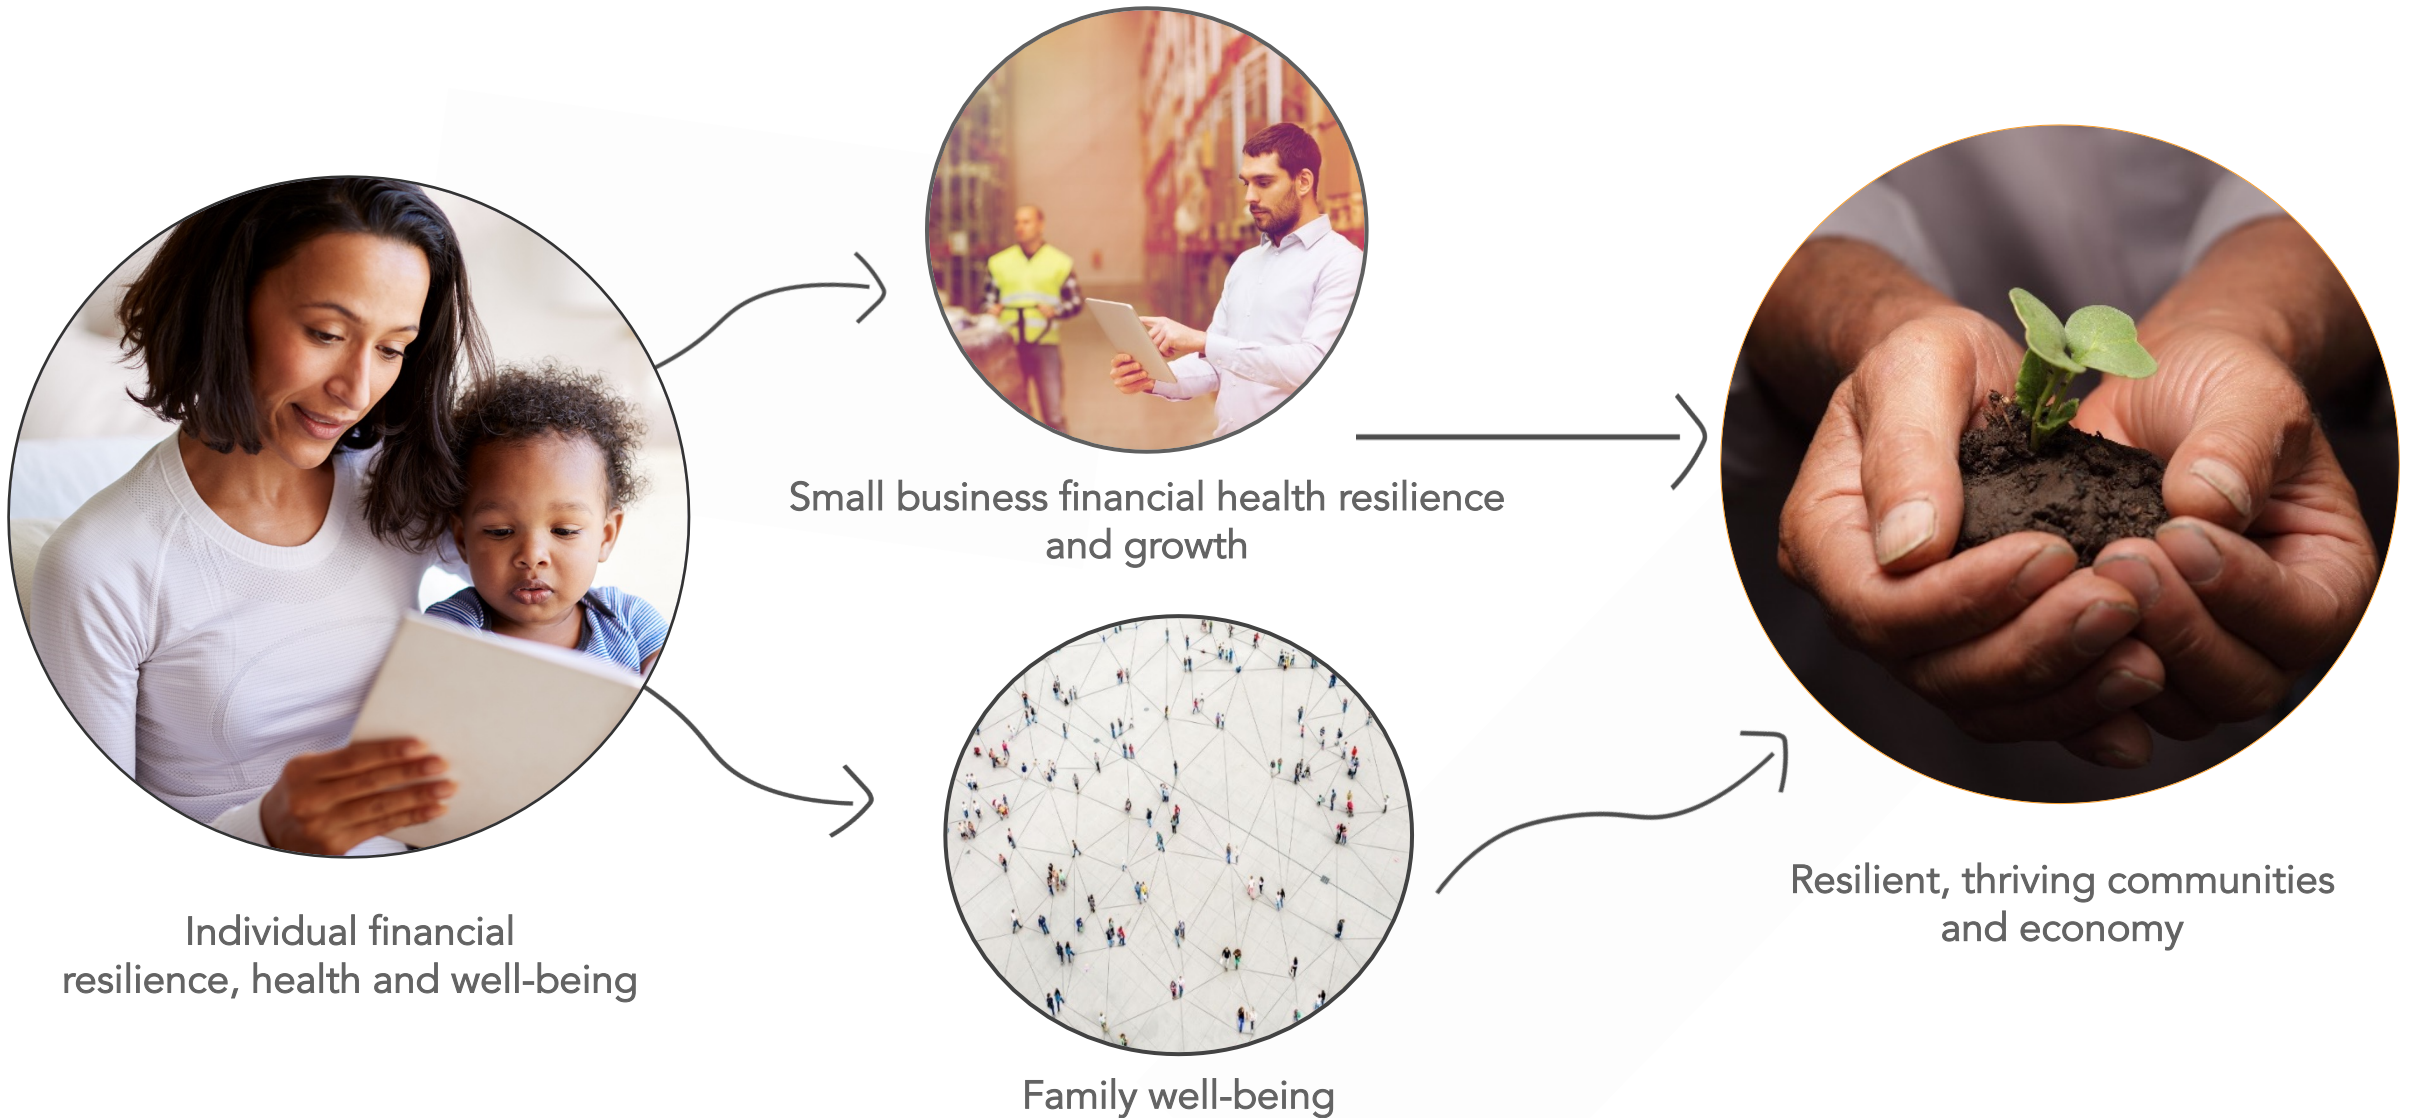 Small business financial health resilience
and growth
Individual financial
resilience, health and well-being
Resilient, thriving communities
and economy
Family well-being